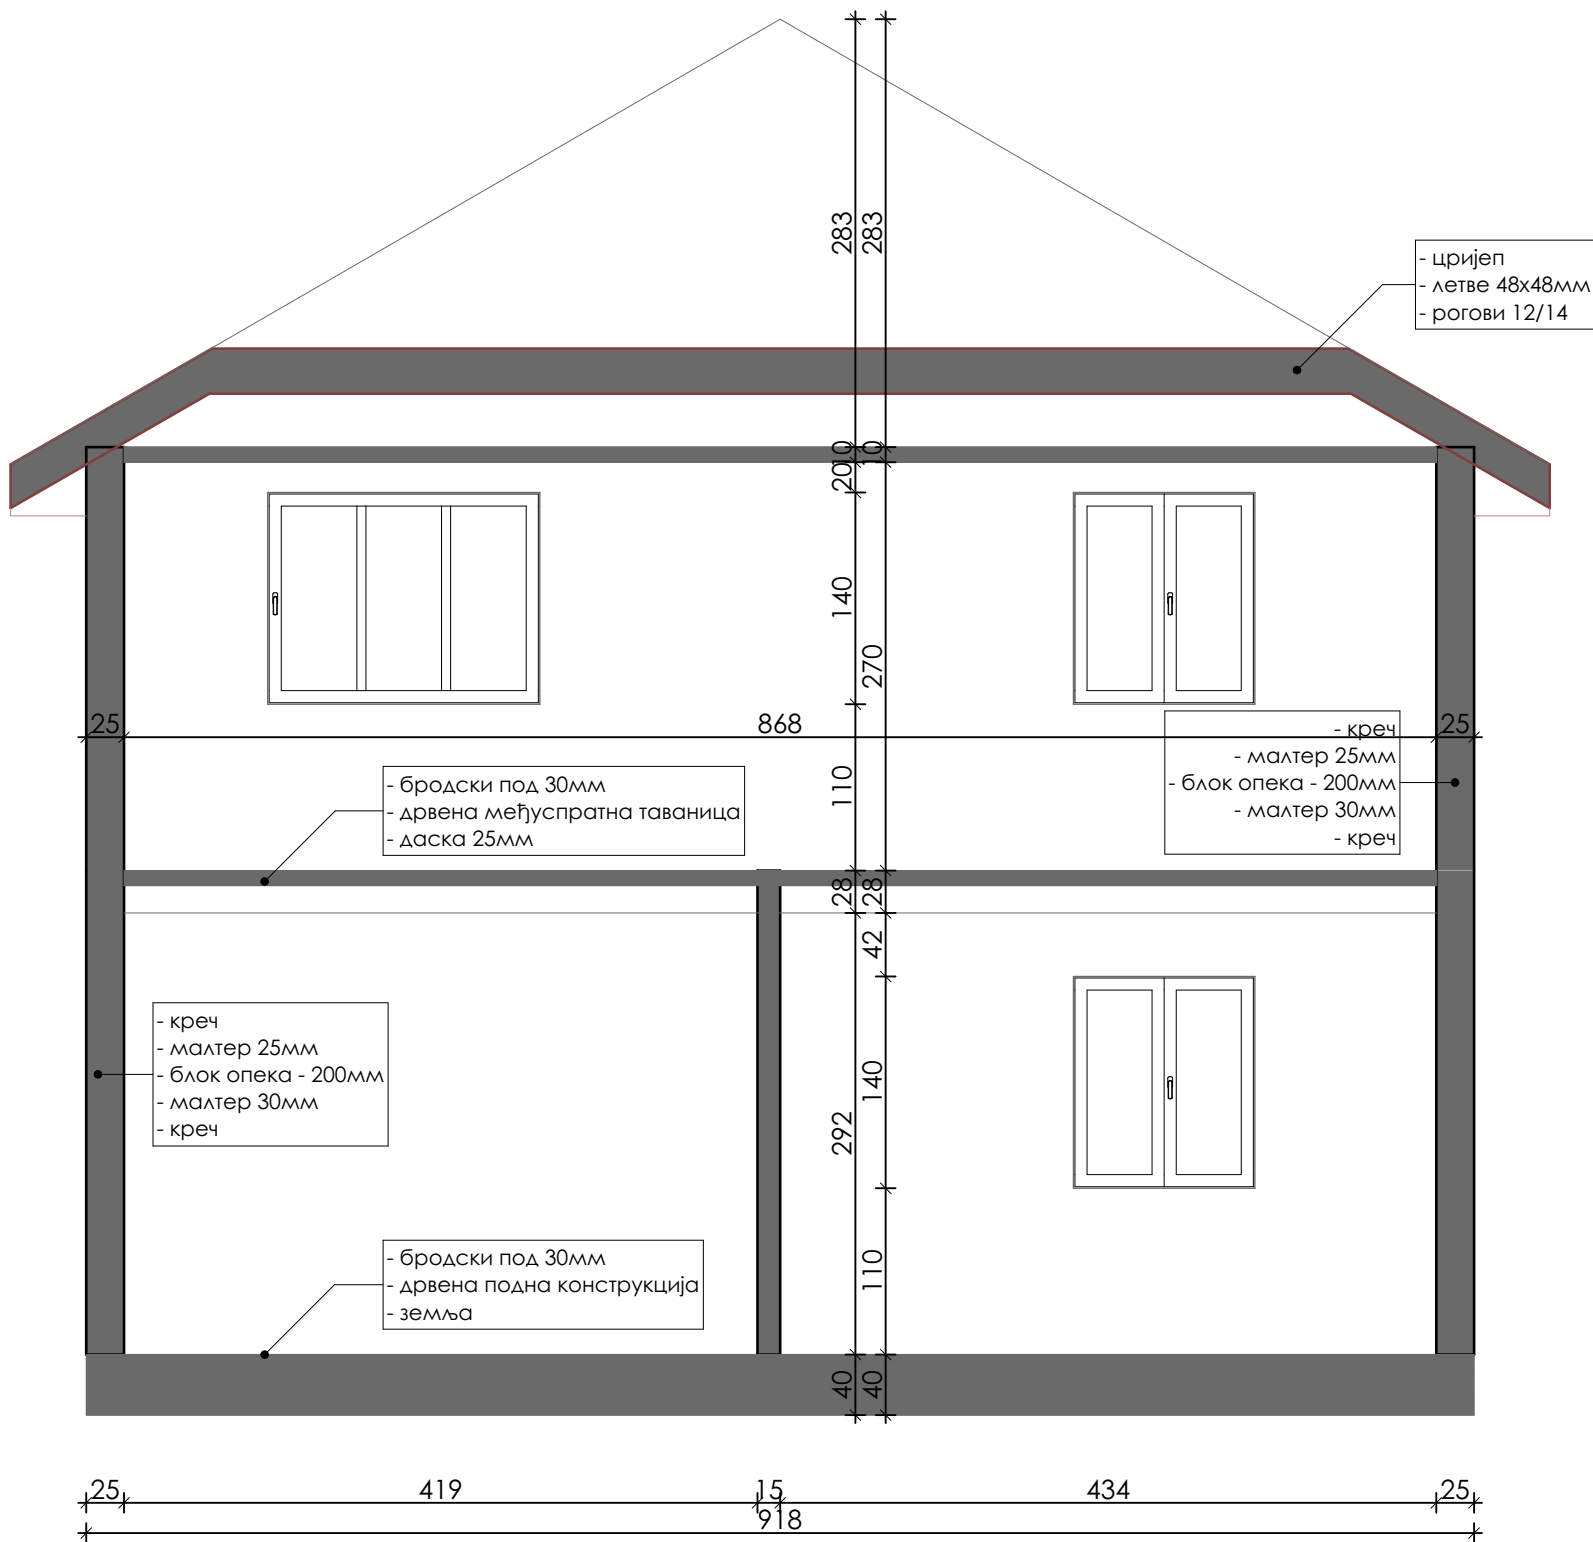 283
283
- цријеп
- летве 48x48мм
- рогови 12/14
10
10
20
140
270
25
868
25
- креч
- малтер 25мм
- блок опека - 200мм
- малтер 30мм
- креч
110
- бродски под 30мм
- дрвена међуспратна таваница
- даска 25мм
28
28
42
- креч
- малтер 25мм
- блок опека - 200мм
- малтер 30мм
- креч
140
292
110
- бродски под 30мм
- дрвена подна конструкција
- земља
40
40
25
419
15
434
25
918